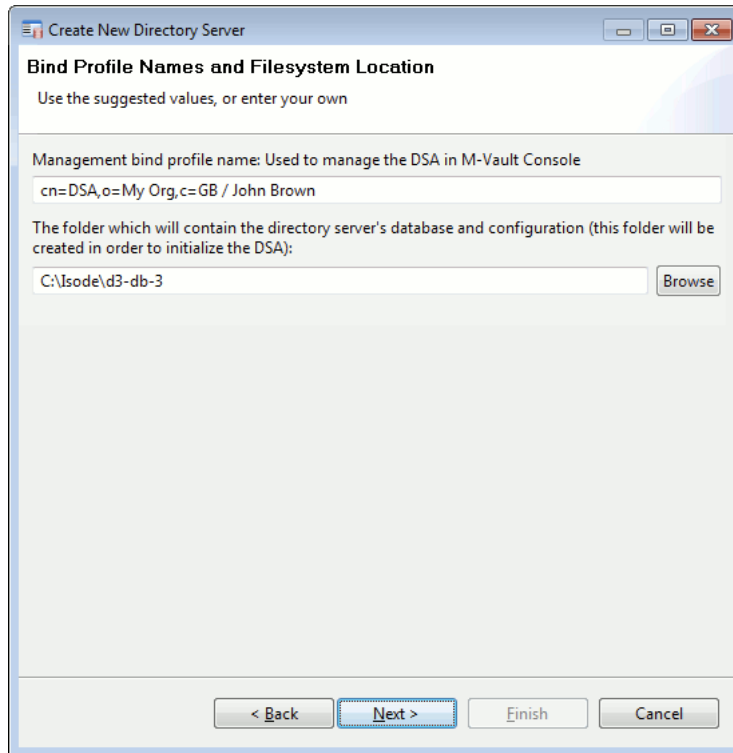 Create New Directory Server
Bind Profile Names and Filesystem Location
Use the suggested values, or enter your own
Management bind profile name: Used to manage the DSA in M-Vault Console
cn=DSA,o=My Org,c=GB / John Brown
The folder which will contain the directory server's database and configuration (this folder will be
created in order to initialize the DSA):
C:\Isode\d3-db-3
Browse
< Back
Next >
Finish
Cancel